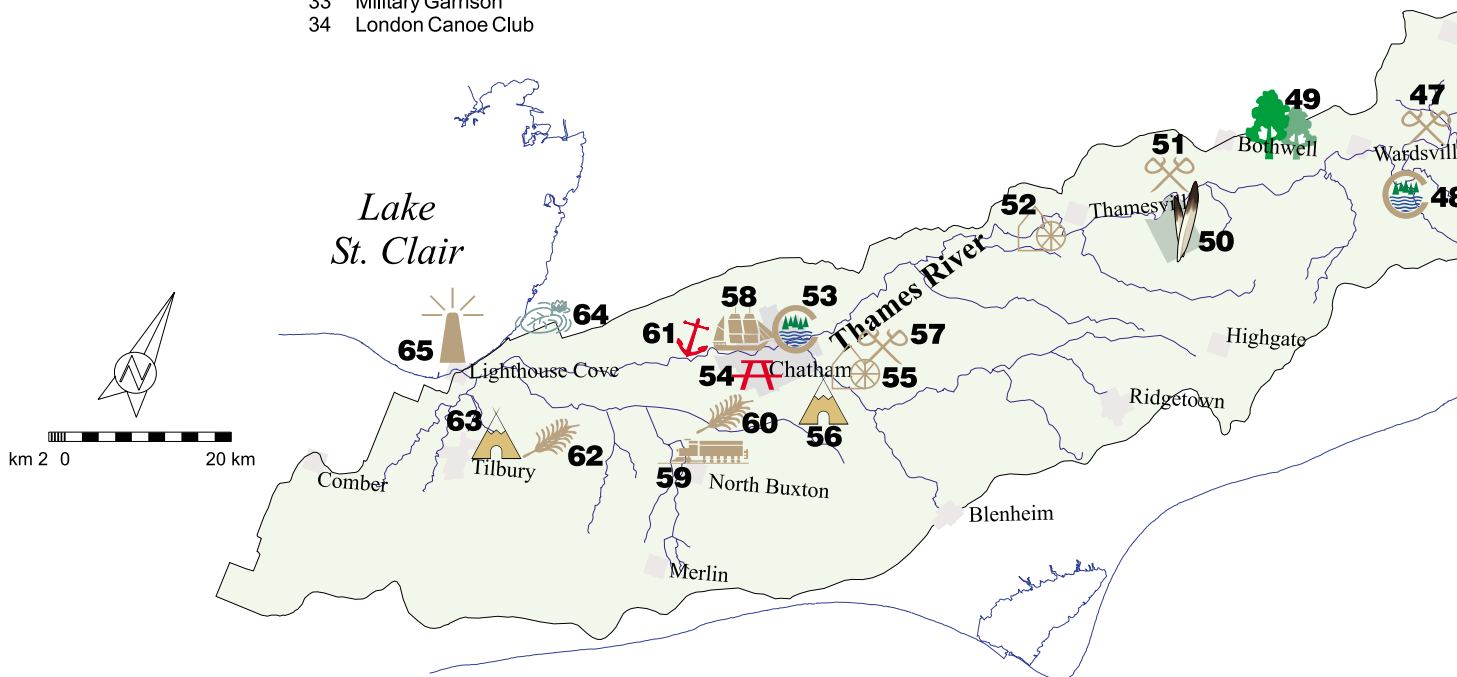 33 Military Garrison
34 London Canoe Club
49
47
51
Bothwell
Wardsvill
52
Thamesvill
48
50
Lake
St. Clair
Thames River
58
53
64
61
57
65
Highgate
Lighthouse Cove
54
Chatham
55
Ridgetown
63
60
56
62
km 2 0 20 km
Tilbury
59
Comber
North Buxton
Blenheim
Merlin
N